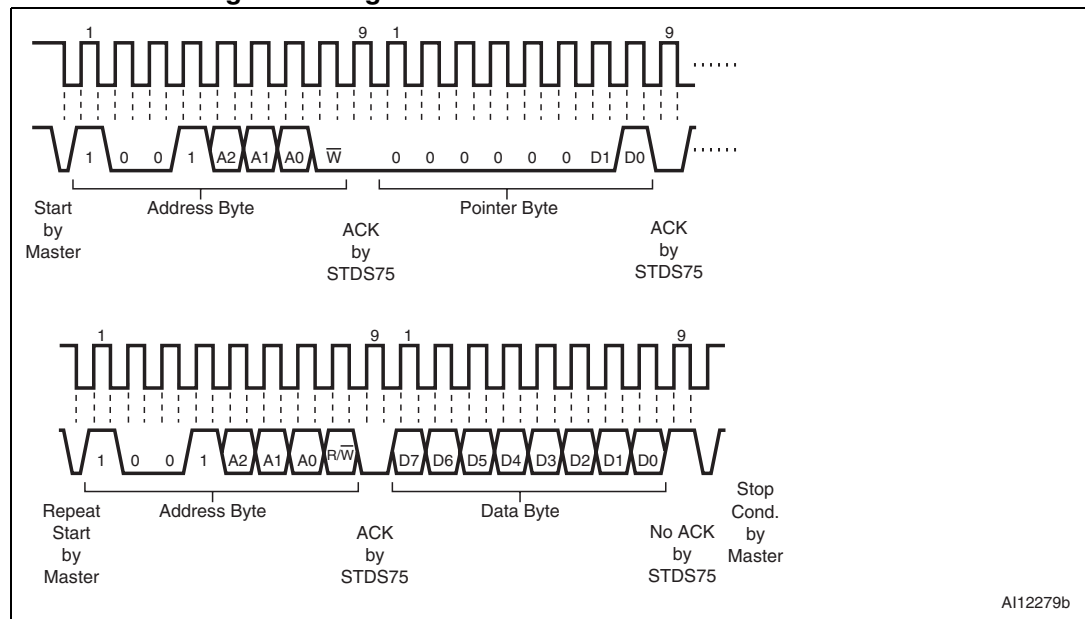 1 9 1 9
1 0 0 1 A2 A1 A0 W̅ 0 0 0 0 0 0 D1 D0
Start by Master
Address Byte
ACK by STDS75
Pointer Byte
ACK by STDS75
1 9 1 9
1 0 0 1 A2 A1 A0 R/W̅ D7 D6 D5 D4 D3 D2 D1 D0
Repeat Start by Master
Address Byte
ACK by STDS75
Data Byte
No ACK by STDS75
Stop Cond. by Master
AI12279b